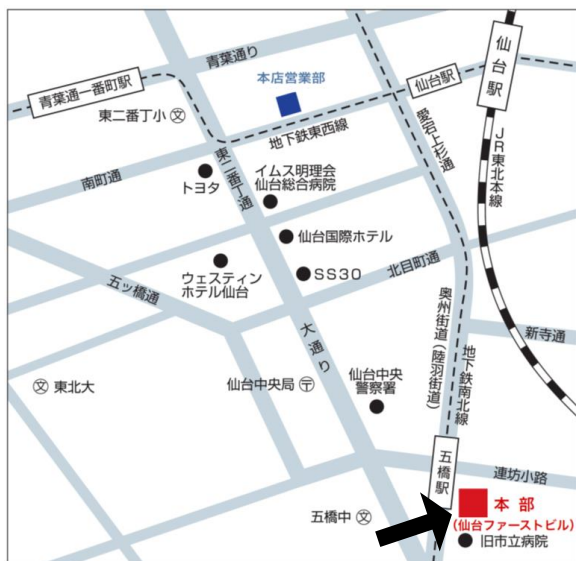 青葉通り
仙台駅
本店営業部
仙台駅
青葉通一番町駅
東二番丁小 文
地下鉄東西線
愛宕上杉通
JR東北本線
南町通
トヨタ
東二番丁通
イムス明理会
仙台総合病院
仙台国際ホテル
北目町通
ウェスティン
ホテル仙台
SS30
五ッ橋通
大通り
奥州街道(陸羽街道)
地下鉄南北線
新寺通
文 東北大
仙台中央局 〒
仙台中央
警察署
五橋駅
連坊小路
五橋中 文
本部
(仙台ファーストビル)
旧市立病院